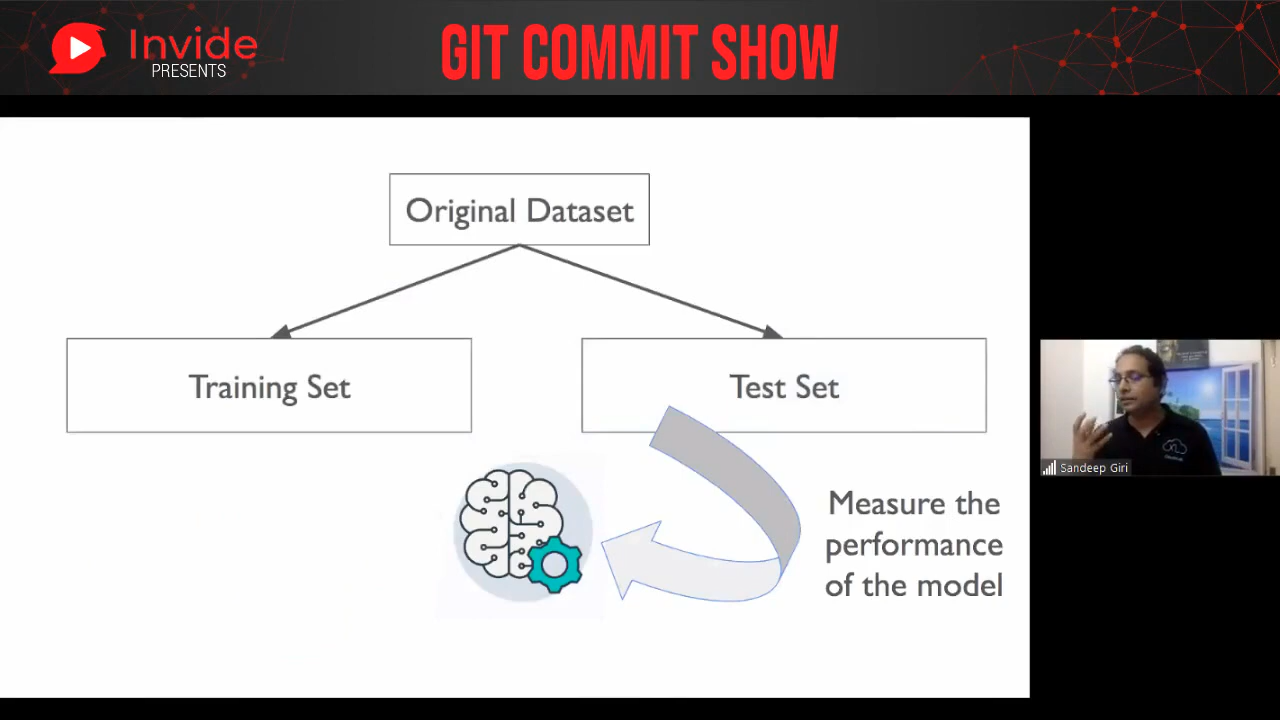 Invide
PRESENTS
GIT COMMIT SHOW
Original Dataset
Training Set
Test Set
Measure the
performance
of the model
Sandeep Giri